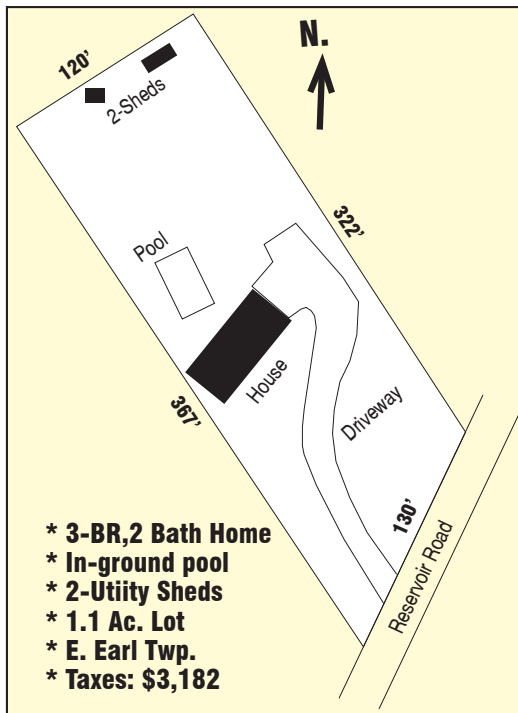 N.
120’
2-Sheds
322’
Pool
House
367’
Driveway
130’
Reservoir Road
* 3-BR,2 Bath Home
* In-ground pool
* 2-Utiity Sheds
* 1.1 Ac. Lot
* E. Earl Twp.
* Taxes: $3,182